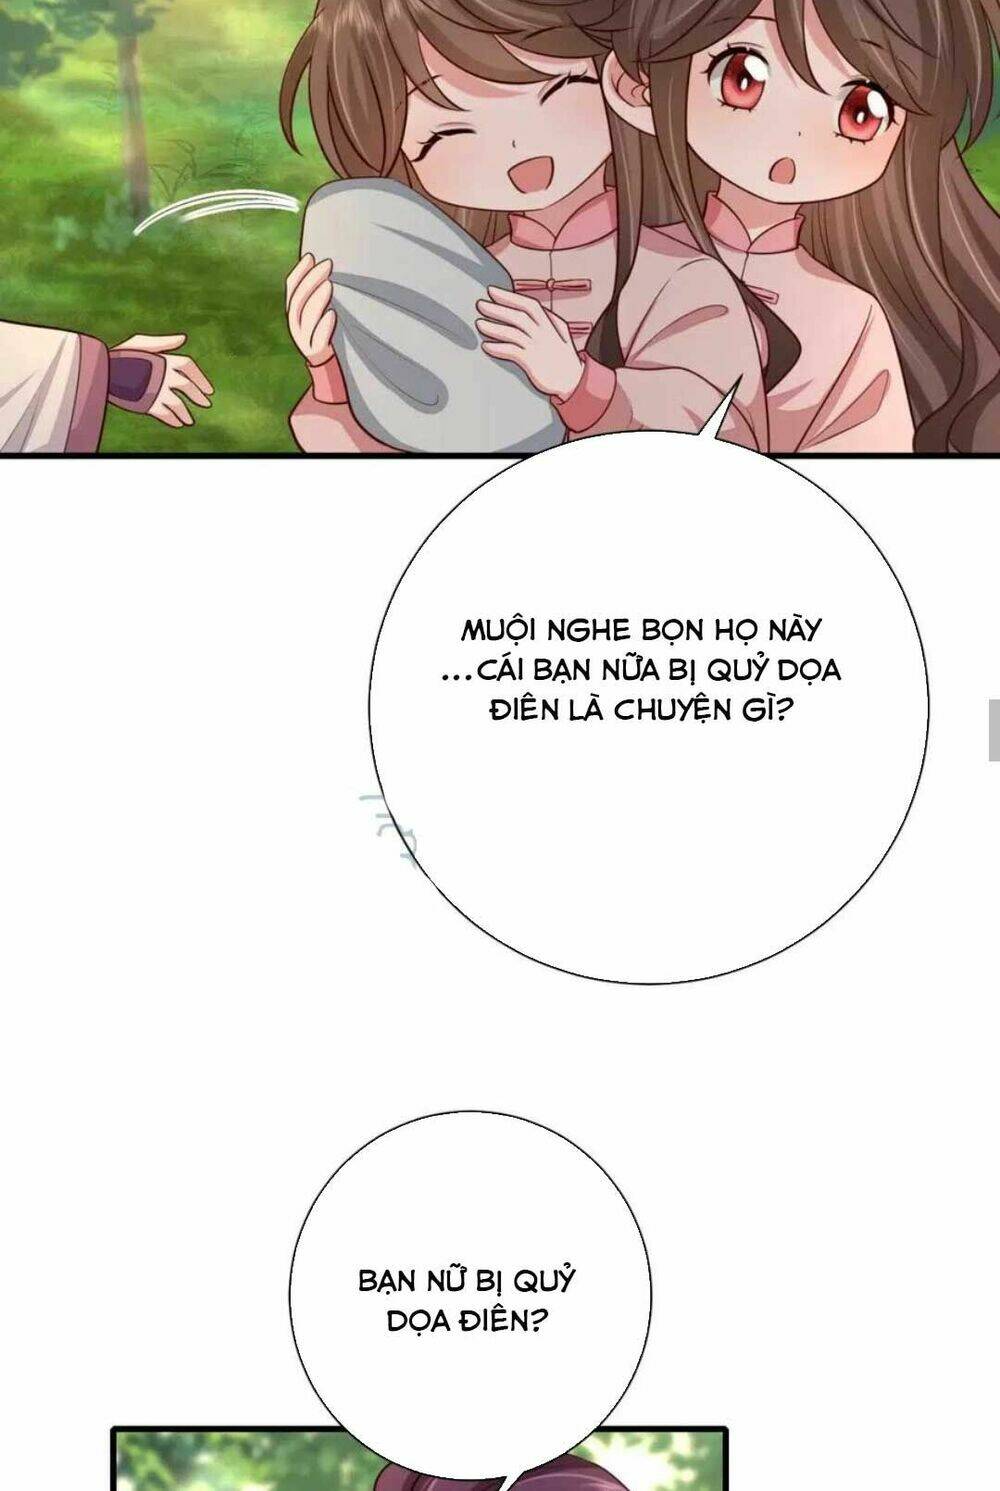 MUỘI NGHE BỌN HỌ NÀY
...CÁI BẠN NỮA BỊ QUỶ DỌA
ĐIÊN LÀ CHUYỆN GÌ?
BẠN NỮ BỊ QUỶ
DỌA ĐIÊN?